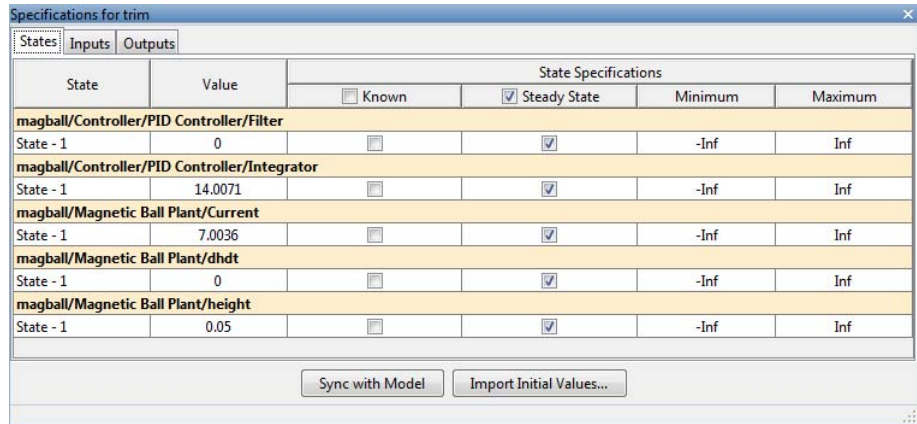 Specifications for trim
States Inputs Outputs
State Value State Specifications
Known Steady State Minimum Maximum
magball/Controller/PID Controller/Filter
State - 1 0 -Inf Inf
magball/Controller/PID Controller/Integrator
State - 1 14.0071 -Inf Inf
magball/Magnetic Ball Plant/Current
State - 1 7.0036 -Inf Inf
magball/Magnetic Ball Plant/dhdt
State - 1 0 -Inf Inf
magball/Magnetic Ball Plant/height
State - 1 0.05 -Inf Inf
Sync with Model Import Initial Values...